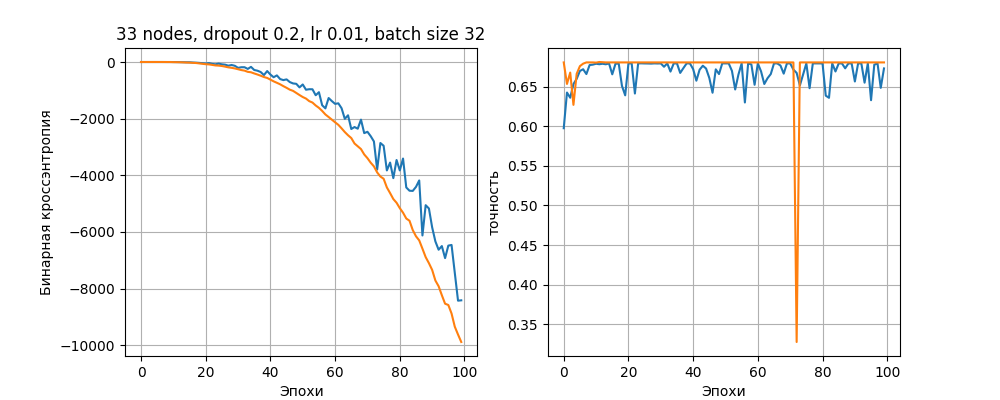 33 nodes, dropout 0.2, lr 0.01, batch size 32
Бинарная кроссэнтропия
0
−2000
−4000
−6000
−8000
−10000
0 20 40 60 80 100
Эпохи
точность
0.65
0.60
0.55
0.50
0.45
0.40
0.35
0 20 40 60 80 100
Эпохи